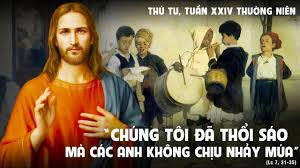 THỨ TƯ, TUẦN XXIV THƯỜNG NIÊN
"CHÚNG TÔI ĐÃ THỔI SÁO
MÀ CÁC ANH KHÔNG CHỊU NHẢY MÚA"
(Lc 7, 31-35)